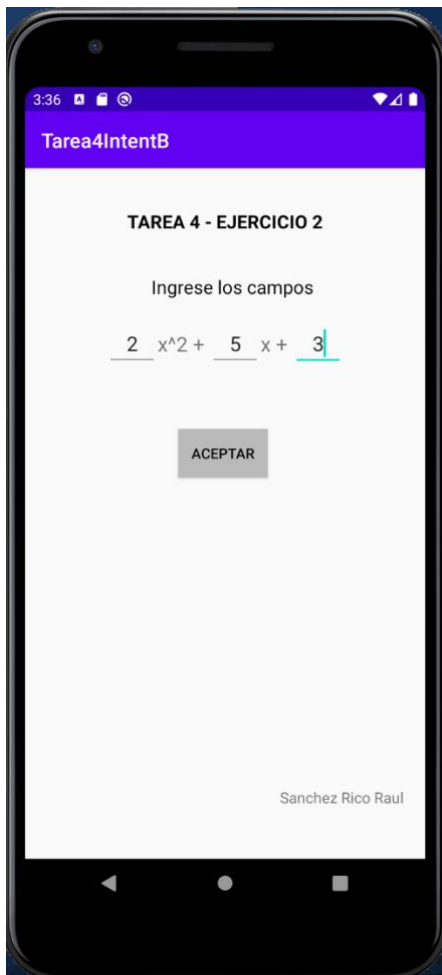 3:36
Tarea4IntentB
TAREA 4 - EJERCICIO 2
Ingrese los campos
2 x^2 + 5 x + 3
ACEPTAR
Sanchez Rico Raul